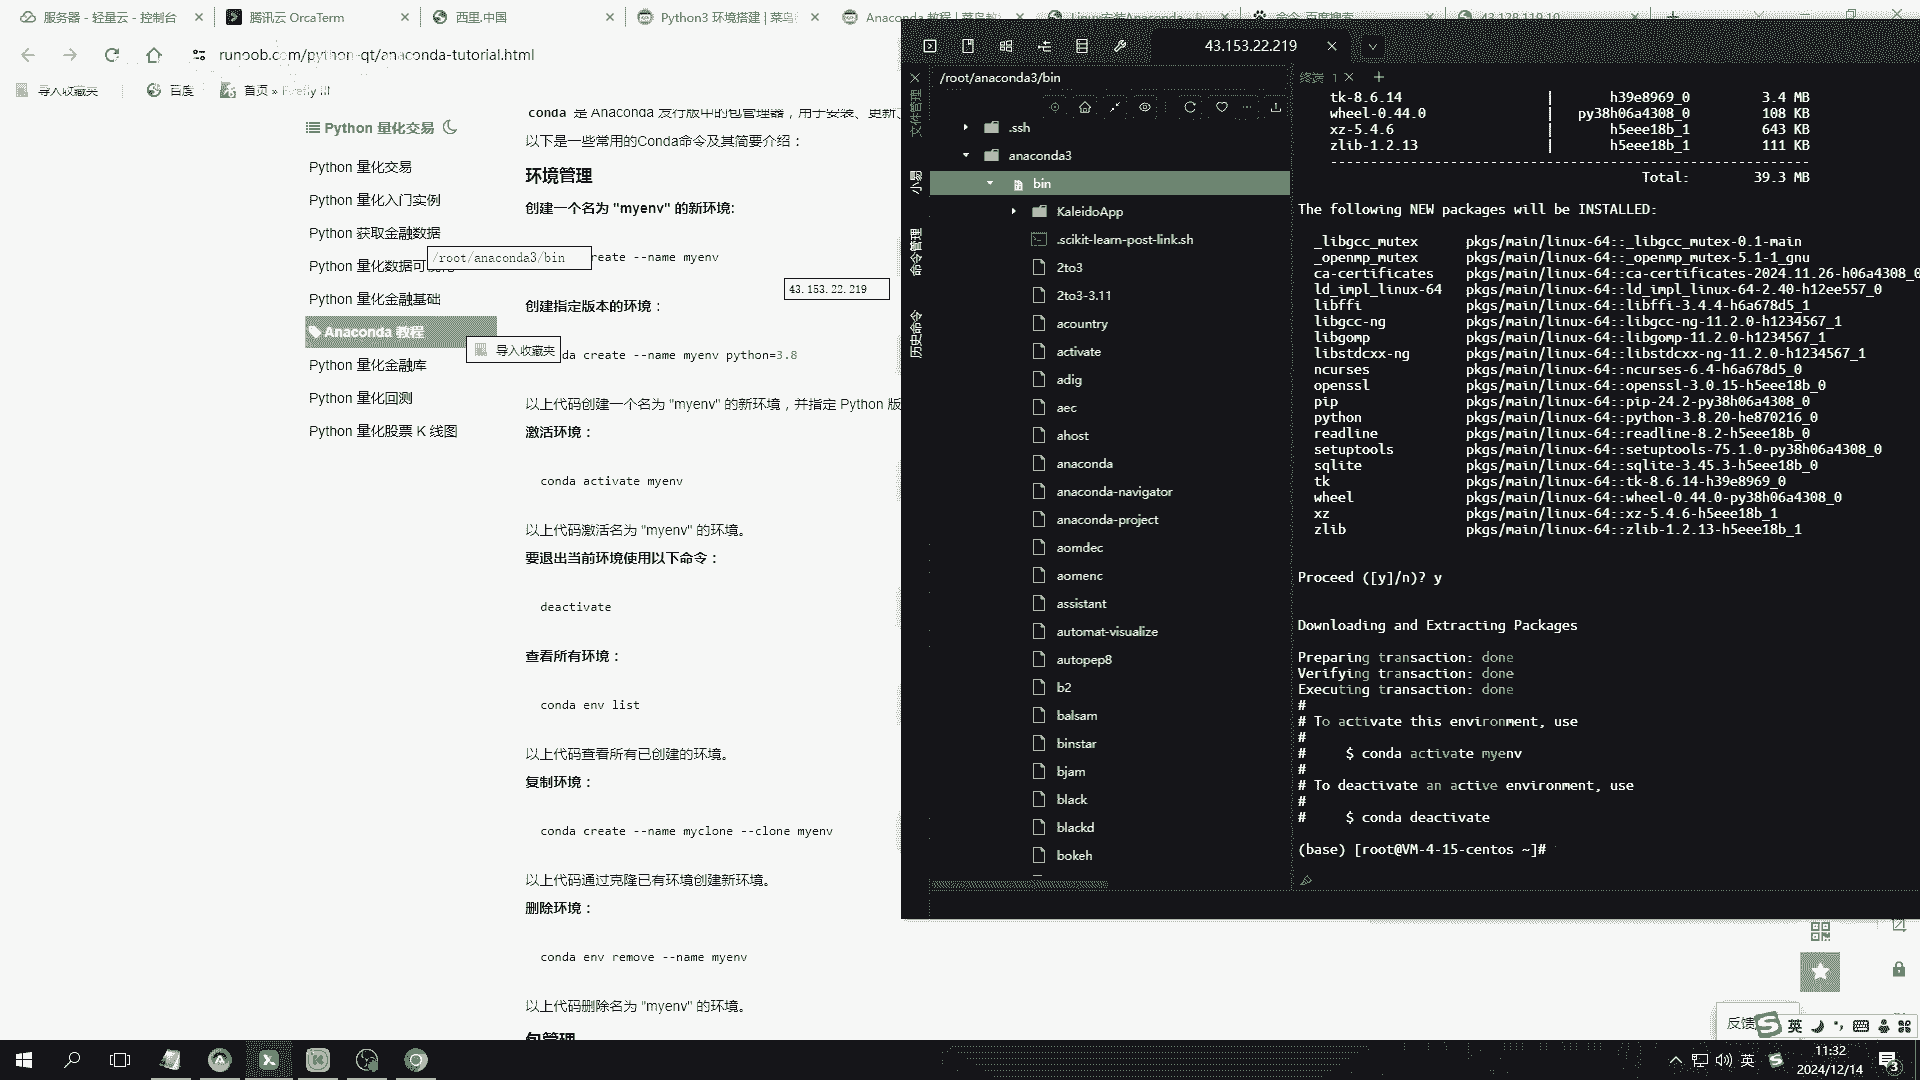 服务器 - 轻量云 - 控制台
腾讯云 OrcaTerm
西里.中国
Python3 环境搭建 | 菜鸟
Anaconda 教程 | 菜鸟教
Linux安装Anaconda
命令_百度搜索
43.138.119.10
runoob.com/python-qt/anaconda-tutorial.html
导入收藏夹
百度
首页 » Firefly III
Python 量化交易
Python 量化交易
Python 量化入门实例
Python 获取金融数据
Python 量化数据可视化
Python 量化金融基础
Anaconda 教程
Python 量化金融库
Python 量化回测
Python 量化股票 K 线图
/root/anaconda3/bin
43.153.22.219
导入收藏夹
conda 是 Anaconda 发行版中的包管理器，用于安装、更新、
以下是一些常用的Conda命令及其简要介绍：
环境管理
创建一个名为 "myenv" 的新环境:
reate --name myenv
创建指定版本的环境：
da create --name myenv python=3.8
以上代码创建一个名为 "myenv" 的新环境，并指定 Python 版
激活环境：
conda activate myenv
以上代码激活名为 "myenv" 的环境。
要退出当前环境使用以下命令：
deactivate
查看所有环境：
conda env list
以上代码查看所有已创建的环境。
复制环境：
conda create --name myclone --clone myenv
以上代码通过克隆已有环境创建新环境。
删除环境：
conda env remove --name myenv
以上代码删除名为 "myenv" 的环境。
包管理
43.153.22.219
文件管理
小易
命令管理
历史命令
/root/anaconda3/bin
.ssh
anaconda3
bin
KaleidoApp
.scikit-learn-post-link.sh
2to3
2to3-3.11
acountry
activate
adig
aec
ahost
anaconda
anaconda-navigator
anaconda-project
aomdec
aomenc
assistant
automat-visualize
autopep8
b2
balsam
binstar
bjam
black
blackd
bokeh
终端 1
tk-8.6.14 | h39e8969_0 3.4 MB
wheel-0.44.0 | py38h06a4308_0 108 KB
xz-5.4.6 | h5eee18b_1 643 KB
zlib-1.2.13 | h5eee18b_1 111 KB
------------------------------------------------------------
Total: 39.3 MB
The following NEW packages will be INSTALLED:
_libgcc_mutex pkgs/main/linux-64::_libgcc_mutex-0.1-main
_openmp_mutex pkgs/main/linux-64::_openmp_mutex-5.1-1_gnu
ca-certificates pkgs/main/linux-64::ca-certificates-2024.11.26-h06a4308_0
ld_impl_linux-64 pkgs/main/linux-64::ld_impl_linux-64-2.40-h12ee557_0
libffi pkgs/main/linux-64::libffi-3.4.4-h6a678d5_1
libgcc-ng pkgs/main/linux-64::libgcc-ng-11.2.0-h1234567_1
libgomp pkgs/main/linux-64::libgomp-11.2.0-h1234567_1
libstdcxx-ng pkgs/main/linux-64::libstdcxx-ng-11.2.0-h1234567_1
ncurses pkgs/main/linux-64::ncurses-6.4-h6a678d5_0
openssl pkgs/main/linux-64::openssl-3.0.15-h5eee18b_0
pip pkgs/main/linux-64::pip-24.2-py38h06a4308_0
python pkgs/main/linux-64::python-3.8.20-he870216_0
readline pkgs/main/linux-64::readline-8.2-h5eee18b_0
setuptools pkgs/main/linux-64::setuptools-75.1.0-py38h06a4308_0
sqlite pkgs/main/linux-64::sqlite-3.45.3-h5eee18b_0
tk pkgs/main/linux-64::tk-8.6.14-h39e8969_0
wheel pkgs/main/linux-64::wheel-0.44.0-py38h06a4308_0
xz pkgs/main/linux-64::xz-5.4.6-h5eee18b_1
zlib pkgs/main/linux-64::zlib-1.2.13-h5eee18b_1
Proceed ([y]/n)? y
Downloading and Extracting Packages
Preparing transaction: done
Verifying transaction: done
Executing transaction: done
#
# To activate this environment, use
#
# $ conda activate myenv
#
# To deactivate an active environment, use
#
# $ conda deactivate
(base) [root@VM-4-15-centos ~]#
反馈
英
英
11:32
2024/12/14
3